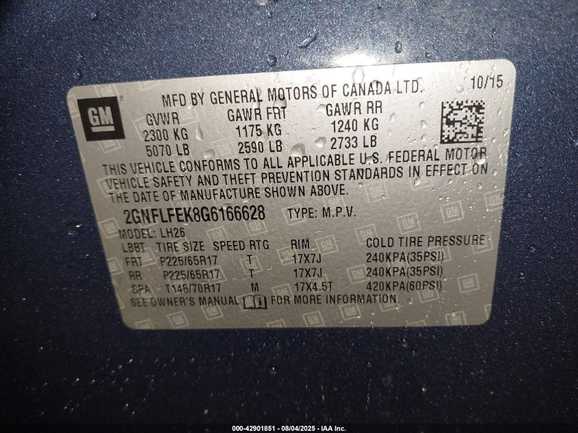 GM
MFD BY GENERAL MOTORS OF CANADA LTD. 10/15
GVWR GAWR FRT GAWR RR
2300 KG 1175 KG 1240 KG
5070 LB 2590 LB 2733 LB
THIS VEHICLE CONFORMS TO ALL APPLICABLE U.S. FEDERAL MOTOR
VEHICLE SAFETY AND THEFT PREVENTION STANDARDS IN EFFECT ON
THE DATE OF MANUFACTURE SHOWN ABOVE.
2GNFLFEK8G6166628 TYPE: M.P.V.
MODEL: LH26
LBBT TIRE SIZE SPEED RTG RIM COLD TIRE PRESSURE
FRT P225/65R17 T 17X7J 240KPA(35PSI)
RR P225/65R17 T 17X7J 240KPA(35PSI)
SPA T145/70R17 M 17X4.5T 420KPA(60PSI)
SEE OWNER'S MANUAL FOR MORE INFORMATION.
000-42901851 - 08/04/2025 - IAA Inc.